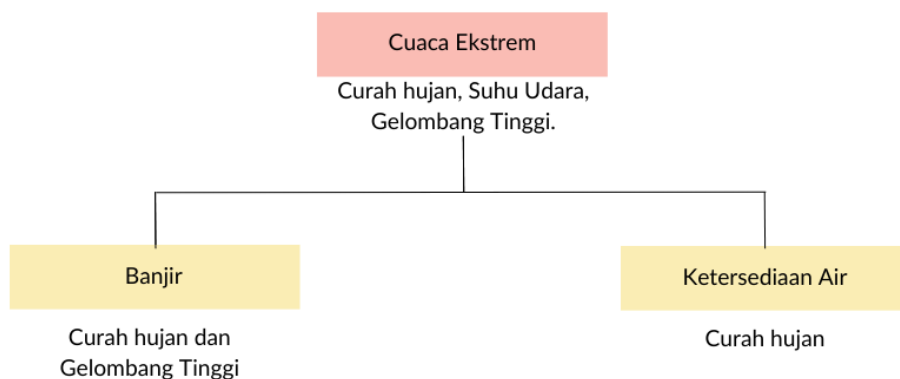 Cuaca Ekstrem
Curah hujan, Suhu Udara,
Gelombang Tinggi.
Banjir
Curah hujan dan
Gelombang Tinggi
Ketersediaan Air
Curah hujan